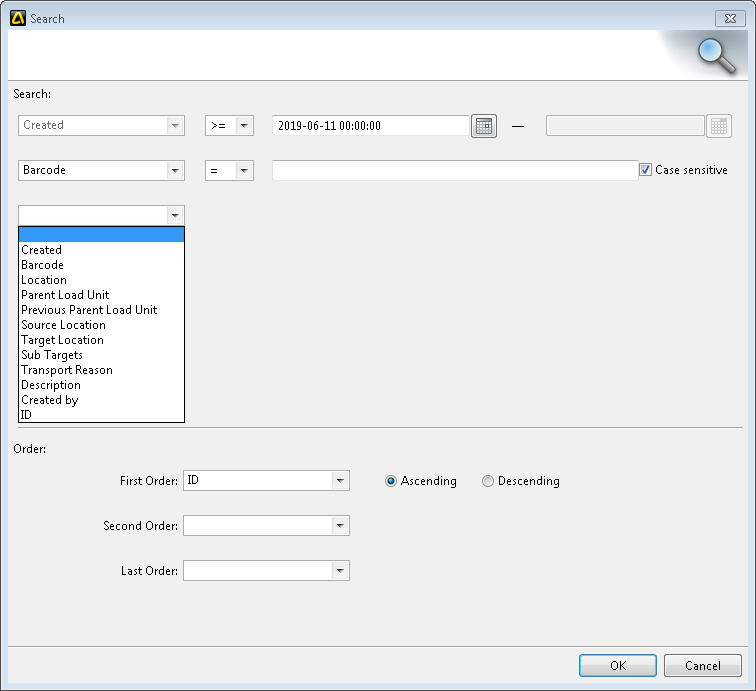 Search
Search:
Created >= 2019-06-11 00:00:00 —
Barcode = Case sensitive
Created
Barcode
Location
Parent Load Unit
Previous Parent Load Unit
Source Location
Target Location
Sub Targets
Transport Reason
Description
Created by
ID
Order:
First Order: ID Ascending Descending
Second Order:
Last Order:
OK Cancel